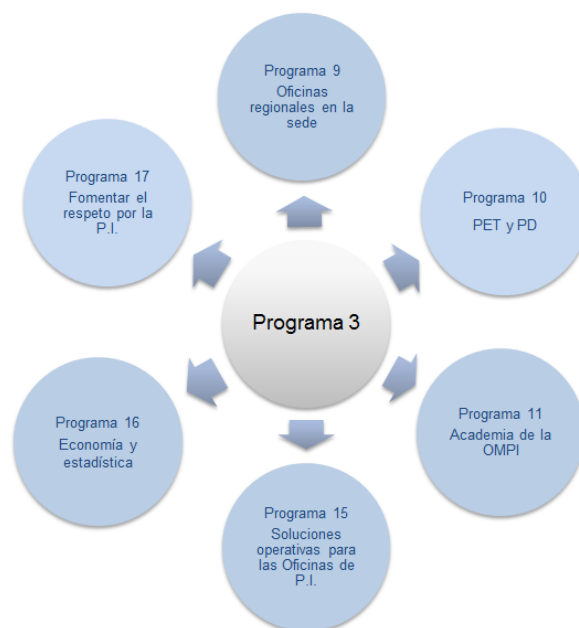 Programa 9
Oficinas
regionales en la
sede
Programa 17
Fomentar el
respeto por la
P.I.
Programa 10
PET y PD
Programa 3
Programa 16
Economía y
estadística
Programa 11
Academia de la
OMPI
Programa 15
Soluciones
operativas para
las Oficinas de
P.I.